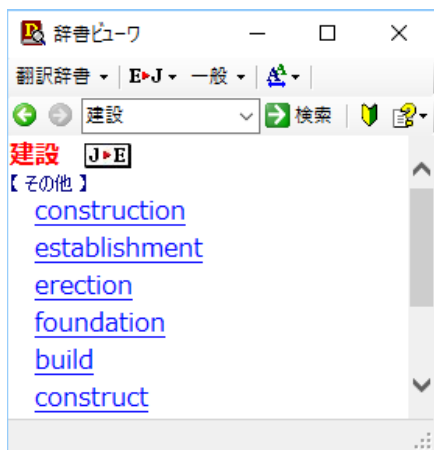 辞書ビューワ
翻訳辞書 E▶J 一般 A
建設 検索
建設 J▶E
【その他】
construction
establishment
erection
foundation
build
construct